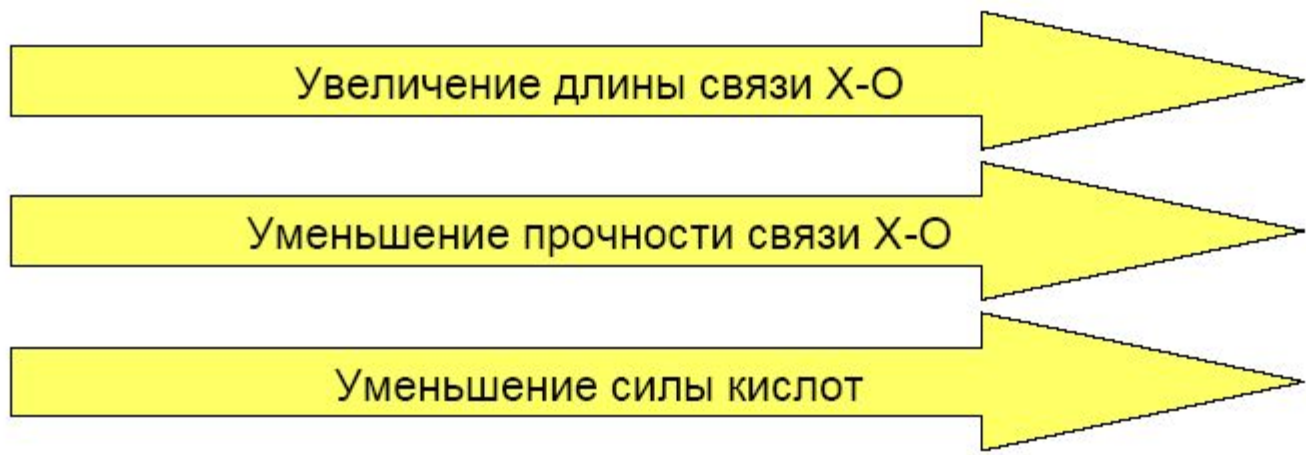 Увеличение длины связи X-O
Уменьшение прочности связи X-O
Уменьшение силы кислот